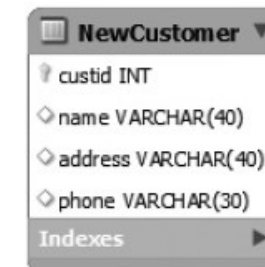 NewCustomer
custid INT
name VARCHAR(40)
address VARCHAR(40)
phone VARCHAR(30)
Indexes